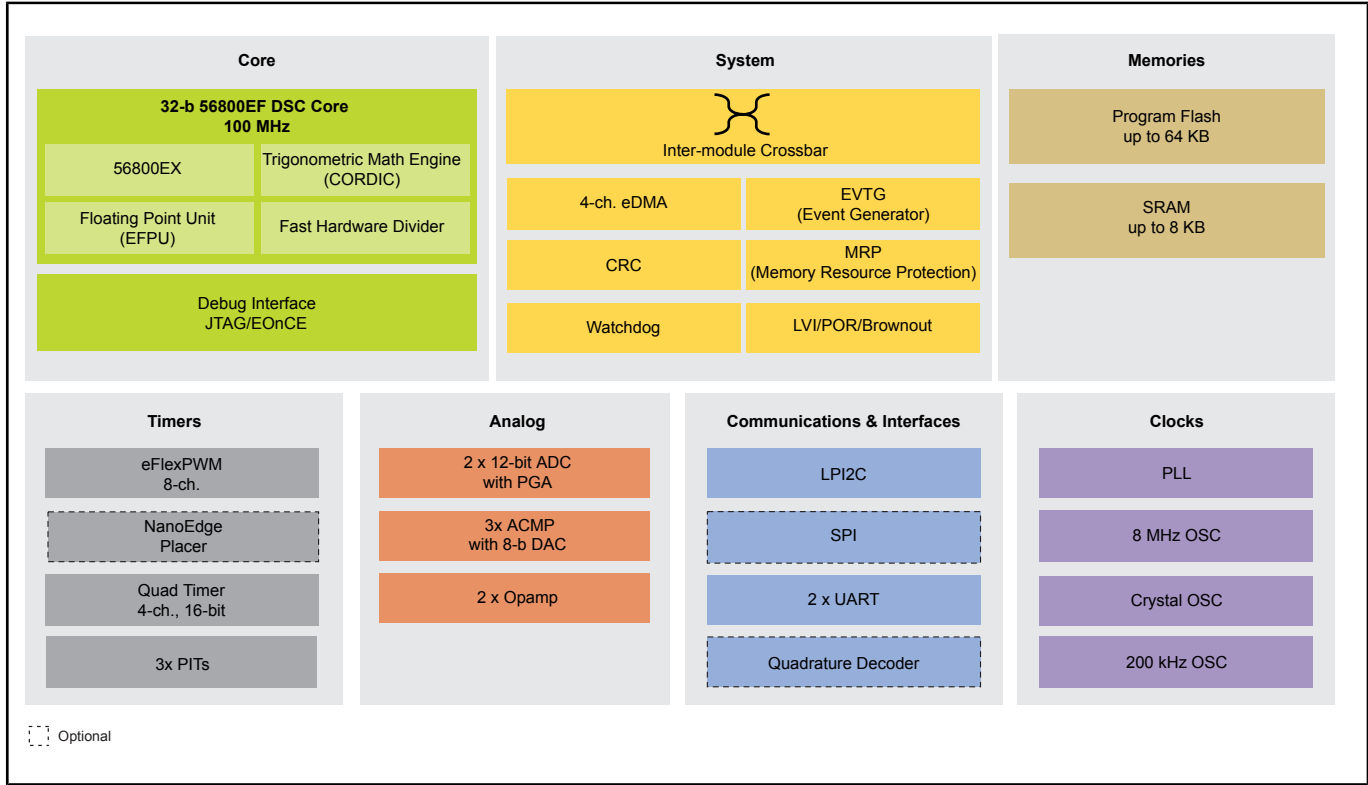 Core
32-b 56800EF DSC Core
100 MHz
56800EX
Trigonometric Math Engine
(CORDIC)
Floating Point Unit
(EFPU)
Fast Hardware Divider
Debug Interface
JTAG/EOnCE
System
Inter-module Crossbar
4-ch. eDMA
EVTG
(Event Generator)
CRC
MRP
(Memory Resource Protection)
Watchdog
LVI/POR/Brownout
Memories
Program Flash
up to 64 KB
SRAM
up to 8 KB
Timers
eFlexPWM
8-ch.
NanoEdge
Placer
Quad Timer
4-ch., 16-bit
3x PITs
Analog
2 x 12-bit ADC
with PGA
3x ACMP
with 8-b DAC
2 x Opamp
Communications & Interfaces
LPI2C
SPI
2 x UART
Quadrature Decoder
Clocks
PLL
8 MHz OSC
Crystal OSC
200 kHz OSC
Optional